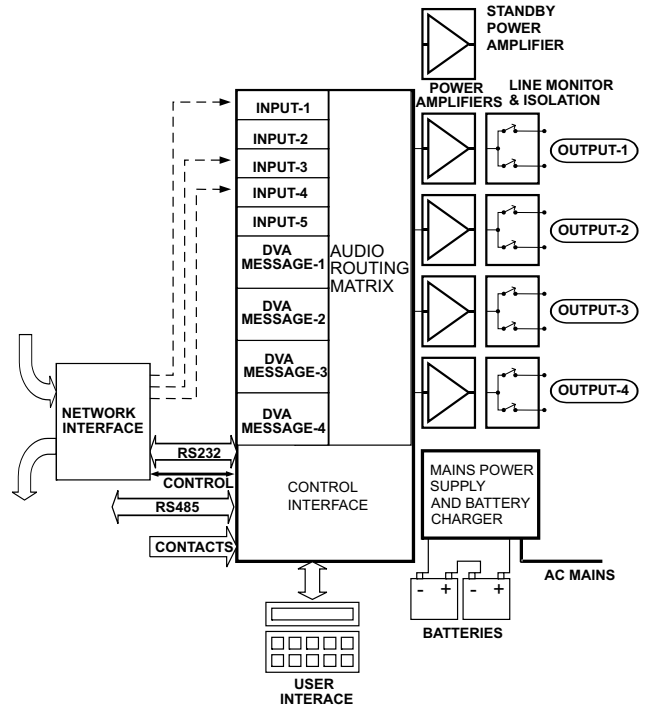 STANDBY
POWER
AMPLIFIER
POWER
AMPLIFIERS
LINE MONITOR
& ISOLATION
INPUT-1
INPUT-2
INPUT-3
INPUT-4
INPUT-5
DVA
MESSAGE-1
DVA
MESSAGE-2
DVA
MESSAGE-3
DVA
MESSAGE-4
AUDIO
ROUTING
MATRIX
OUTPUT-1
OUTPUT-2
OUTPUT-3
OUTPUT-4
NETWORK
INTERFACE
RS232
CONTROL
RS485
CONTACTS
CONTROL
INTERFACE
MAINS POWER
SUPPLY
AND BATTERY
CHARGER
AC MAINS
- + - +
BATTERIES
USER
INTERACE